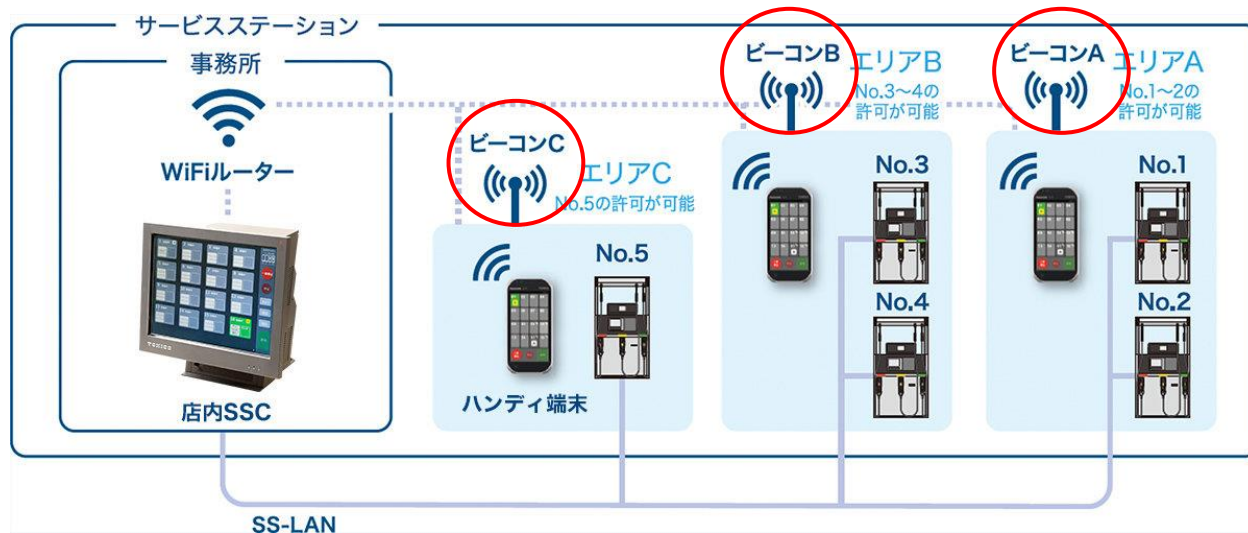 サービスステーション
事務所
WiFiルーター
店内SSC
TOKICO
ビーコンC
エリアC
No.5の許可が可能
No.5
ハンディ端末
ビーコンB
エリアB
No.3〜4の
許可が可能
No.3
No.4
ビーコンA
エリアA
No.1〜2の
許可が可能
No.1
No.2
SS-LAN